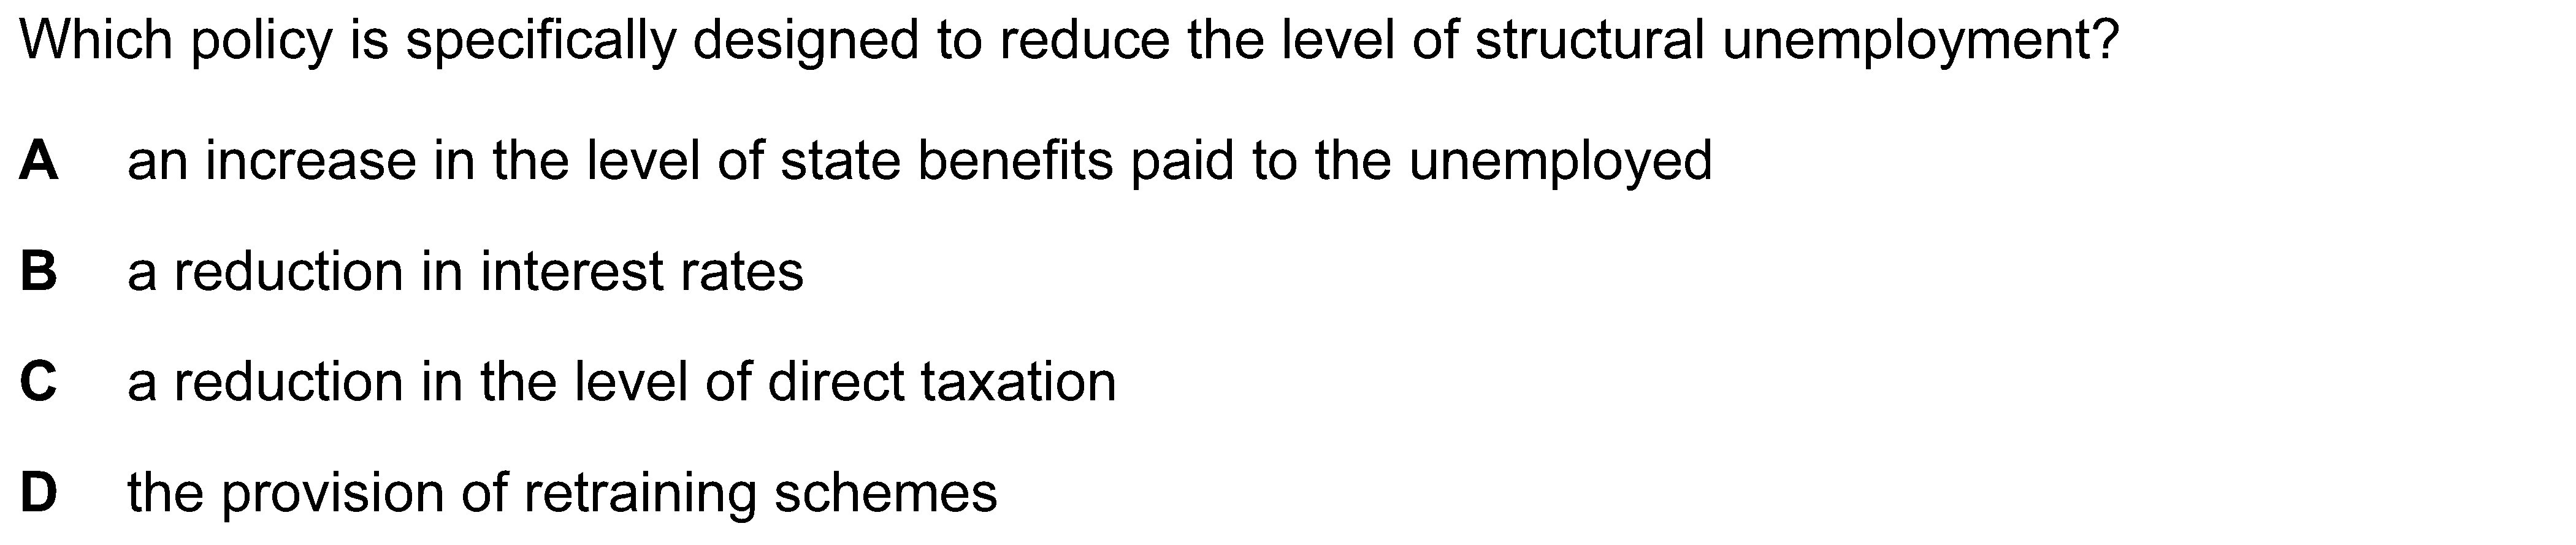 Which policy is specifically designed to reduce the level of structural unemployment?
A an increase in the level of state benefits paid to the unemployed
B a reduction in interest rates
C a reduction in the level of direct taxation
D the provision of retraining schemes